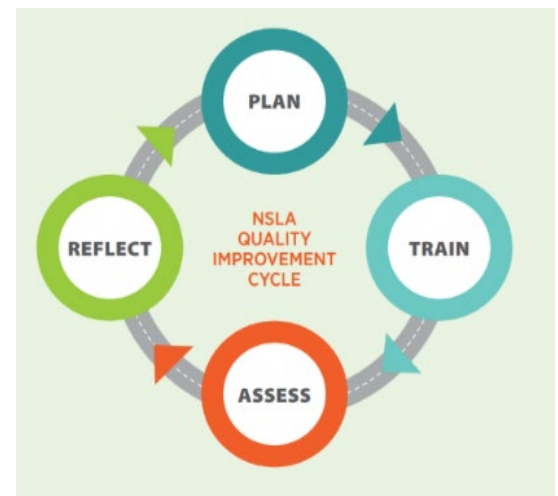 PLAN
REFLECT
NSLA
QUALITY
IMPROVEMENT
CYCLE
TRAIN
ASSESS